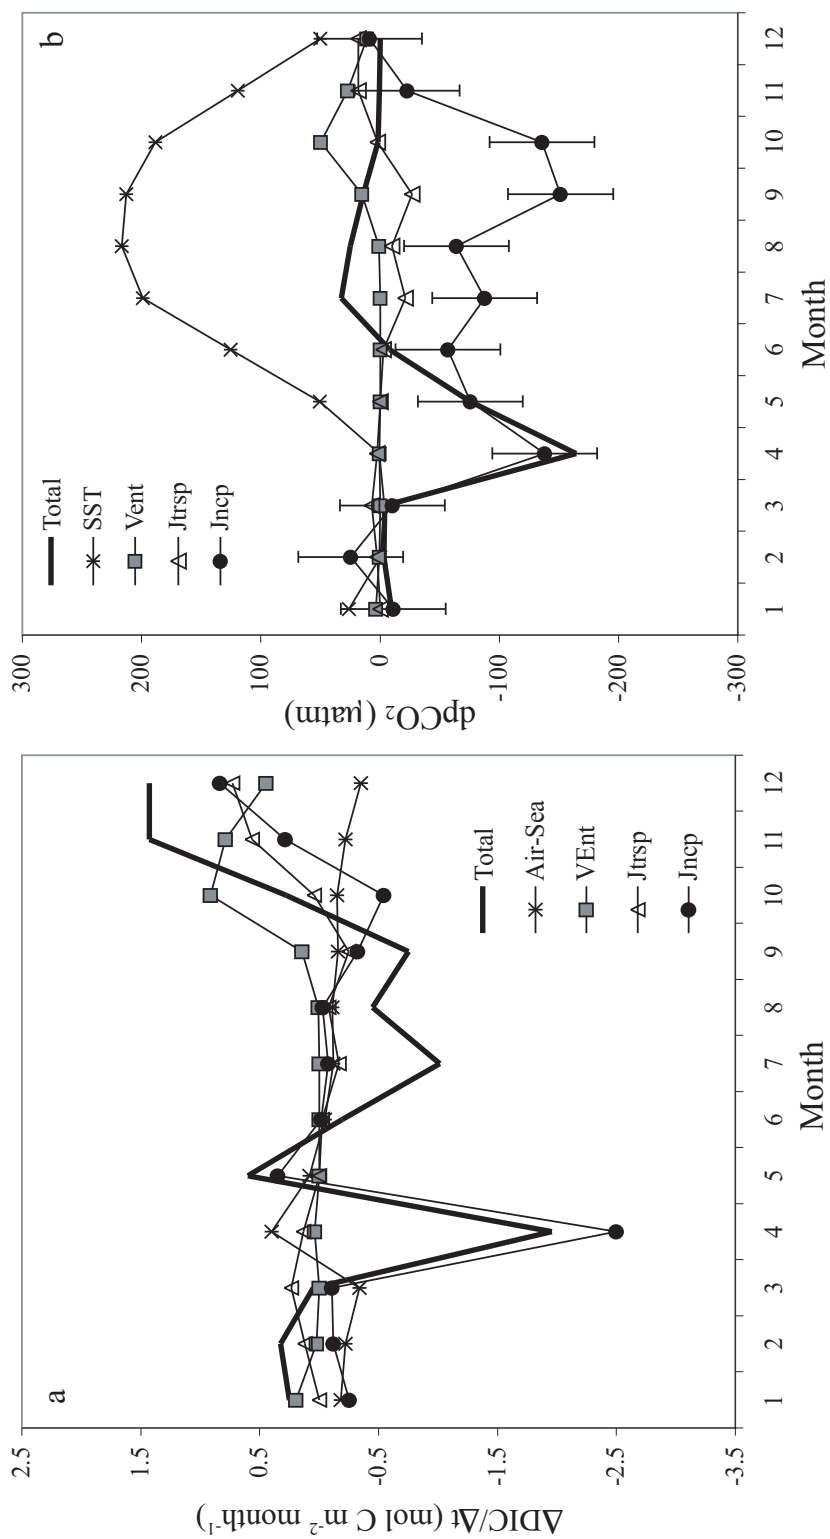 a
2.5
1.5
0.5
-0.5
-1.5
-2.5
-3.5
ΔDIC/Δt (mol C m⁻² month⁻¹)
1 2 3 4 5 6 7 8 9 10 11 12
Month
Total
Air-Sea
VEnt
Jtrsp
Jncp
b
300
200
100
0
-100
-200
-300
dpCO₂ (μatm)
1 2 3 4 5 6 7 8 9 10 11 12
Month
Total
SST
Vent
Jtrsp
Jncp